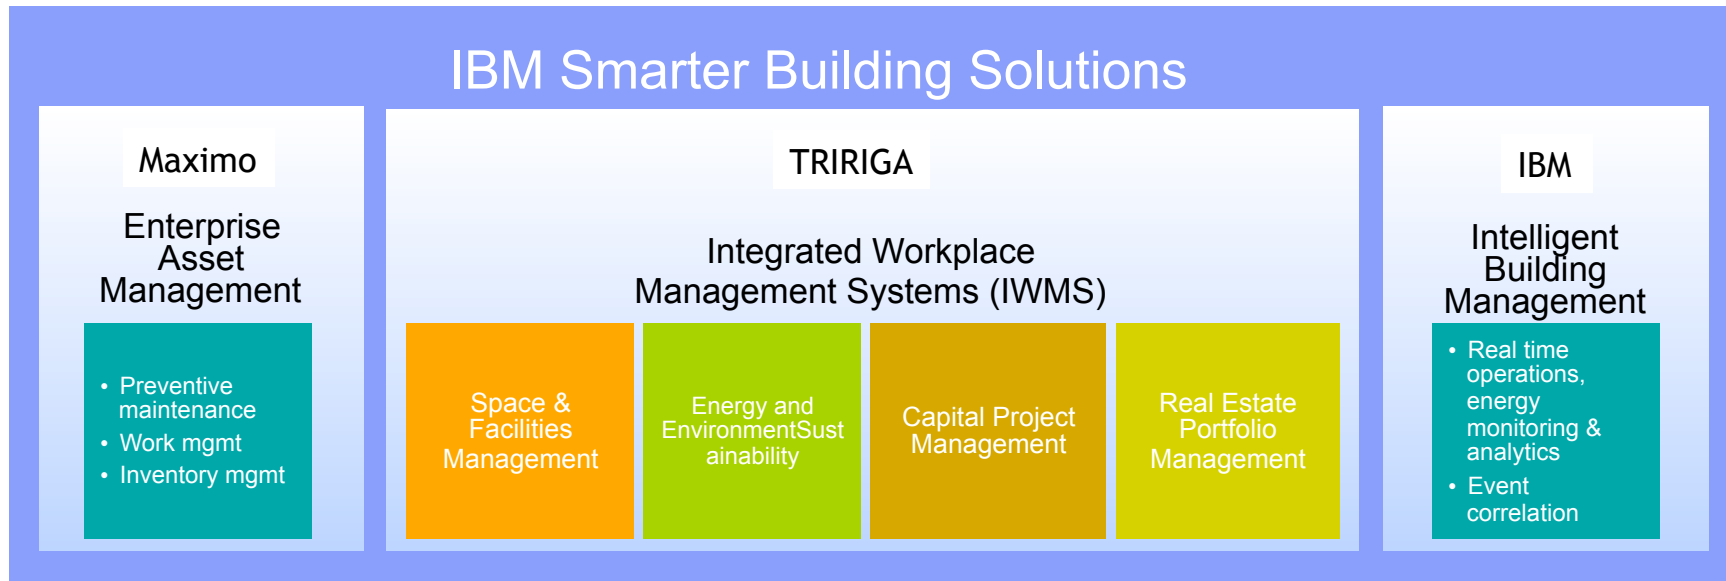 IBM Smarter Building Solutions
Maximo
Enterprise
Asset
Management
• Preventive
maintenance
• Work mgmt
• Inventory mgmt
TRIRIGA
Integrated Workplace
Management Systems (IWMS)
Space &
Facilities
Management
Energy and
EnvironmentSust
ainability
Capital Project
Management
Real Estate
Portfolio
Management
IBM
Intelligent
Building
Management
• Real time
operations,
energy
monitoring &
analytics
• Event
correlation